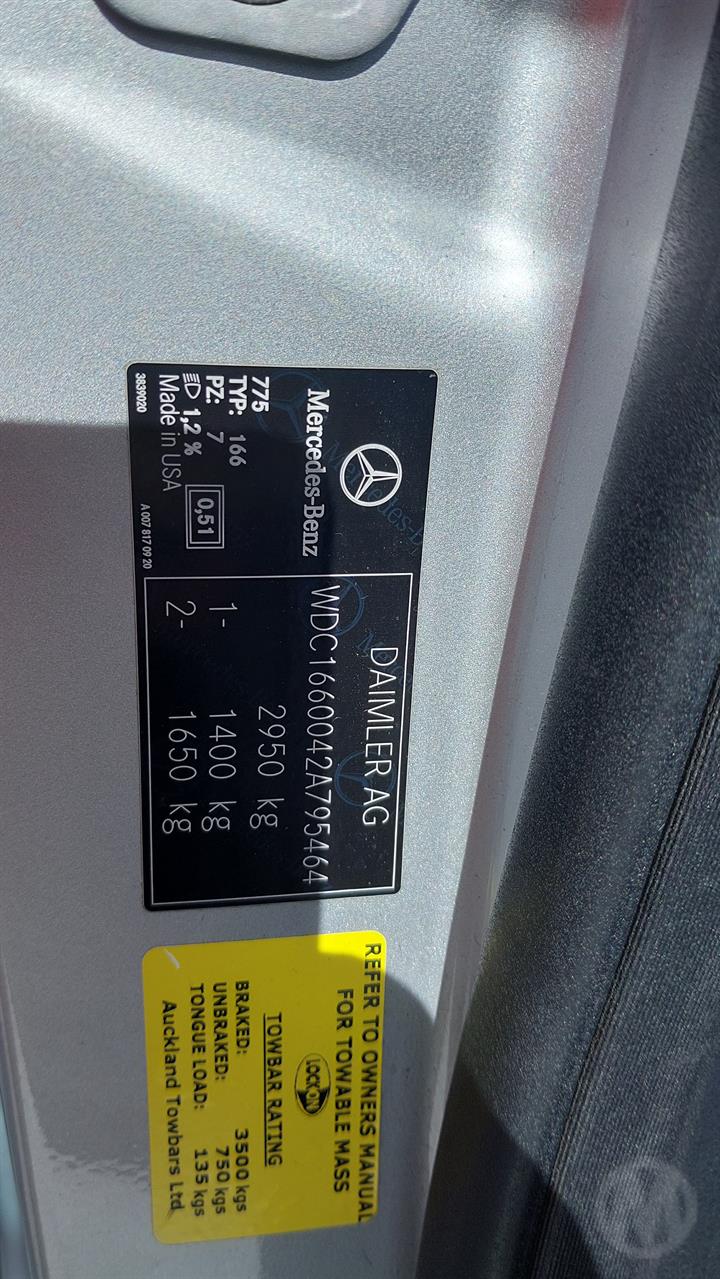 Mercedes-Benz
775
TYP: 166
PZ: 7
1,2 %
0,51
Made in USA
3839020
A 007 817 09 20
DAIMLER AG
WDC1660042A795464
2950 kg
1- 1400 kg
2- 1650 kg
REFER TO OWNERS MANUAL
FOR TOWABLE MASS
LOCKON
TOWBAR RATING
BRAKED: 3500 kgs
UNBRAKED: 750 kgs
TONGUE LOAD: 135 kgs
Auckland Towbars Ltd